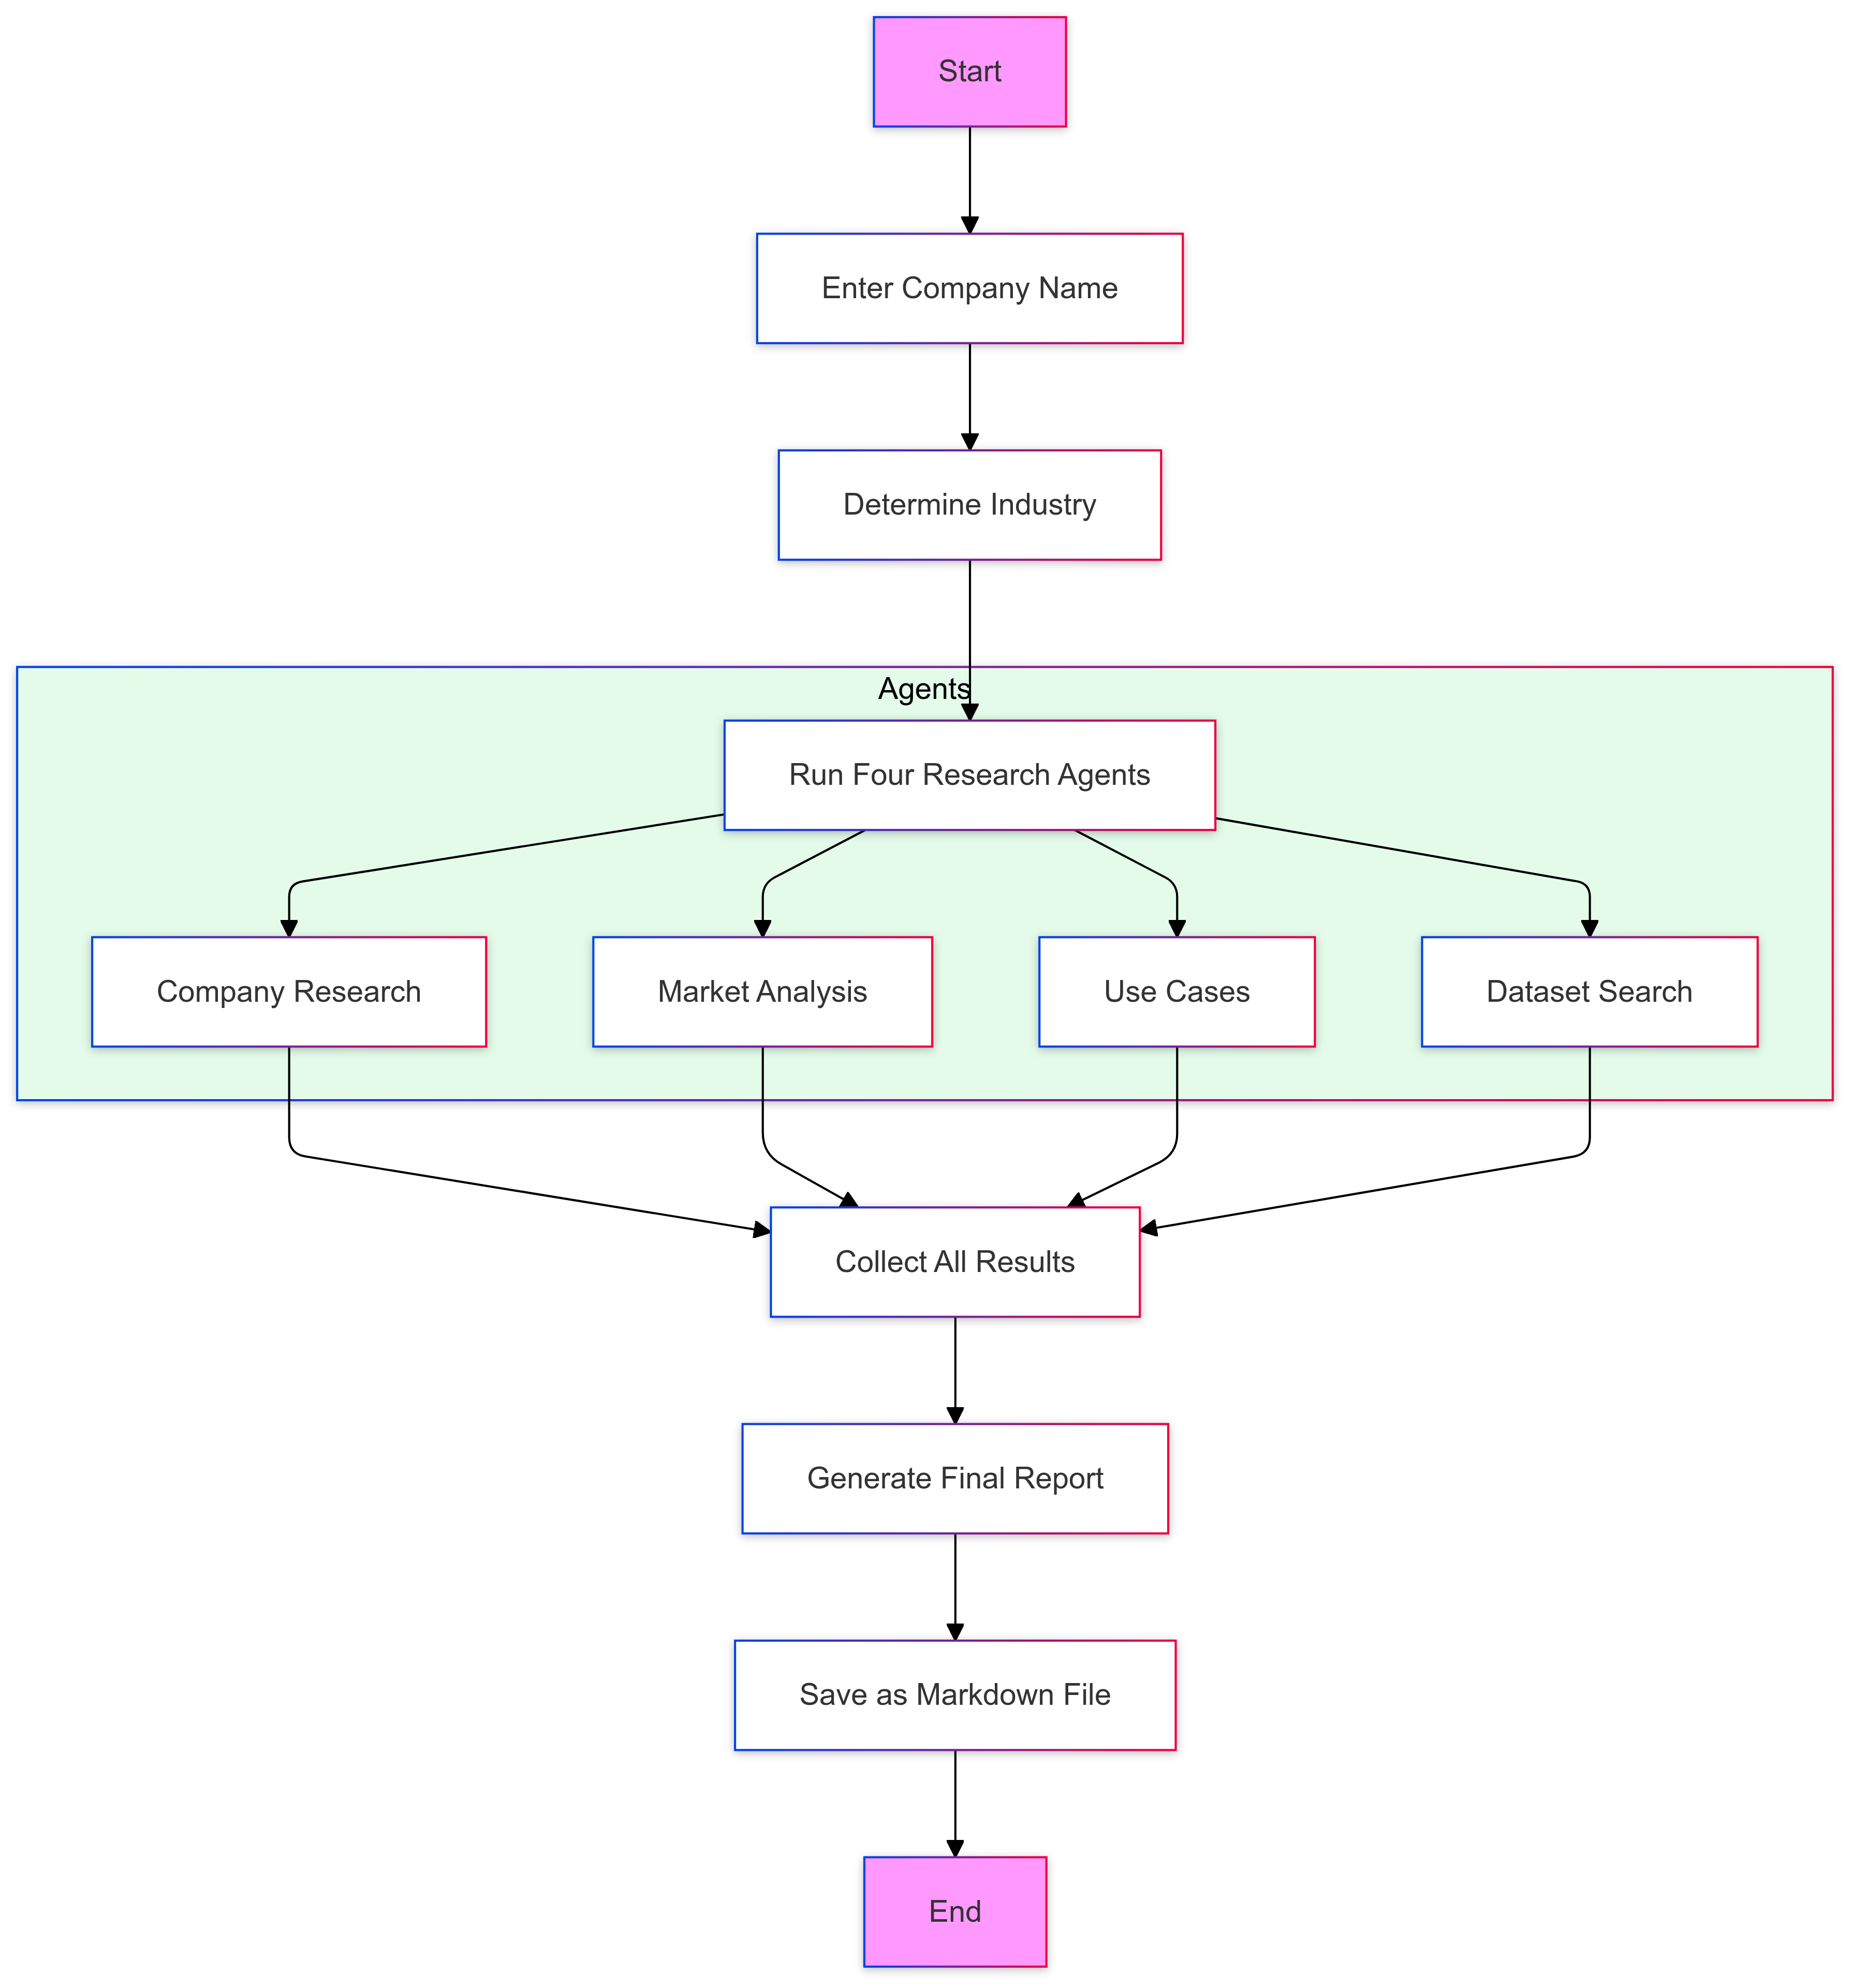 Start
Enter Company Name
Determine Industry
Agents
Run Four Research Agents
Company Research
Market Analysis
Use Cases
Dataset Search
Collect All Results
Generate Final Report
Save as Markdown File
End